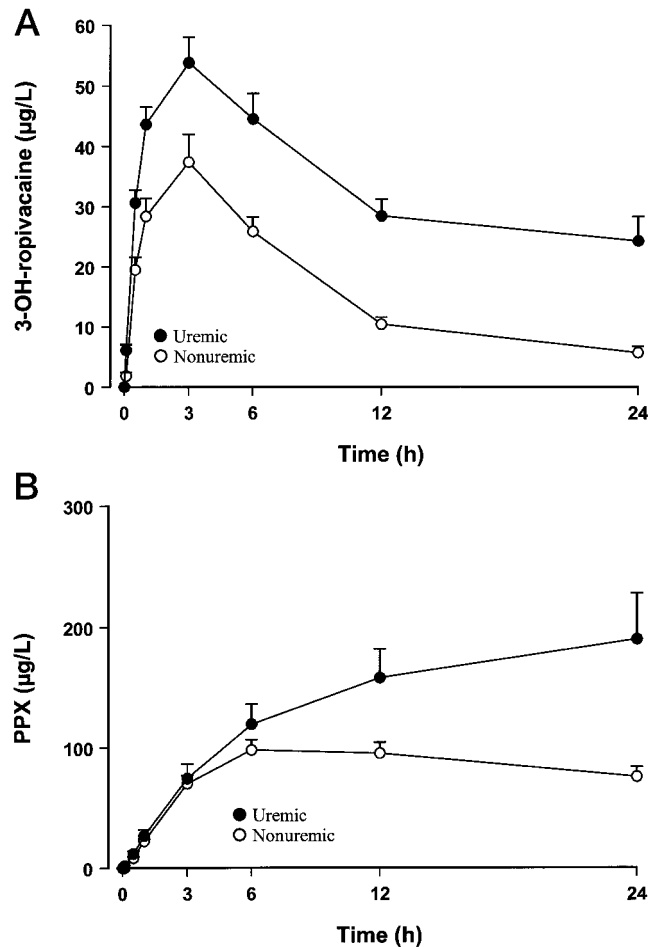 A
3-OH-ropivacaine (µg/L)
60
50
40
30
20
10
0
Uremic
Nonuremic
0 3 6 12 24
Time (h)
B
PPX (µg/L)
300
200
100
0
Uremic
Nonuremic
0 3 6 12 24
Time (h)